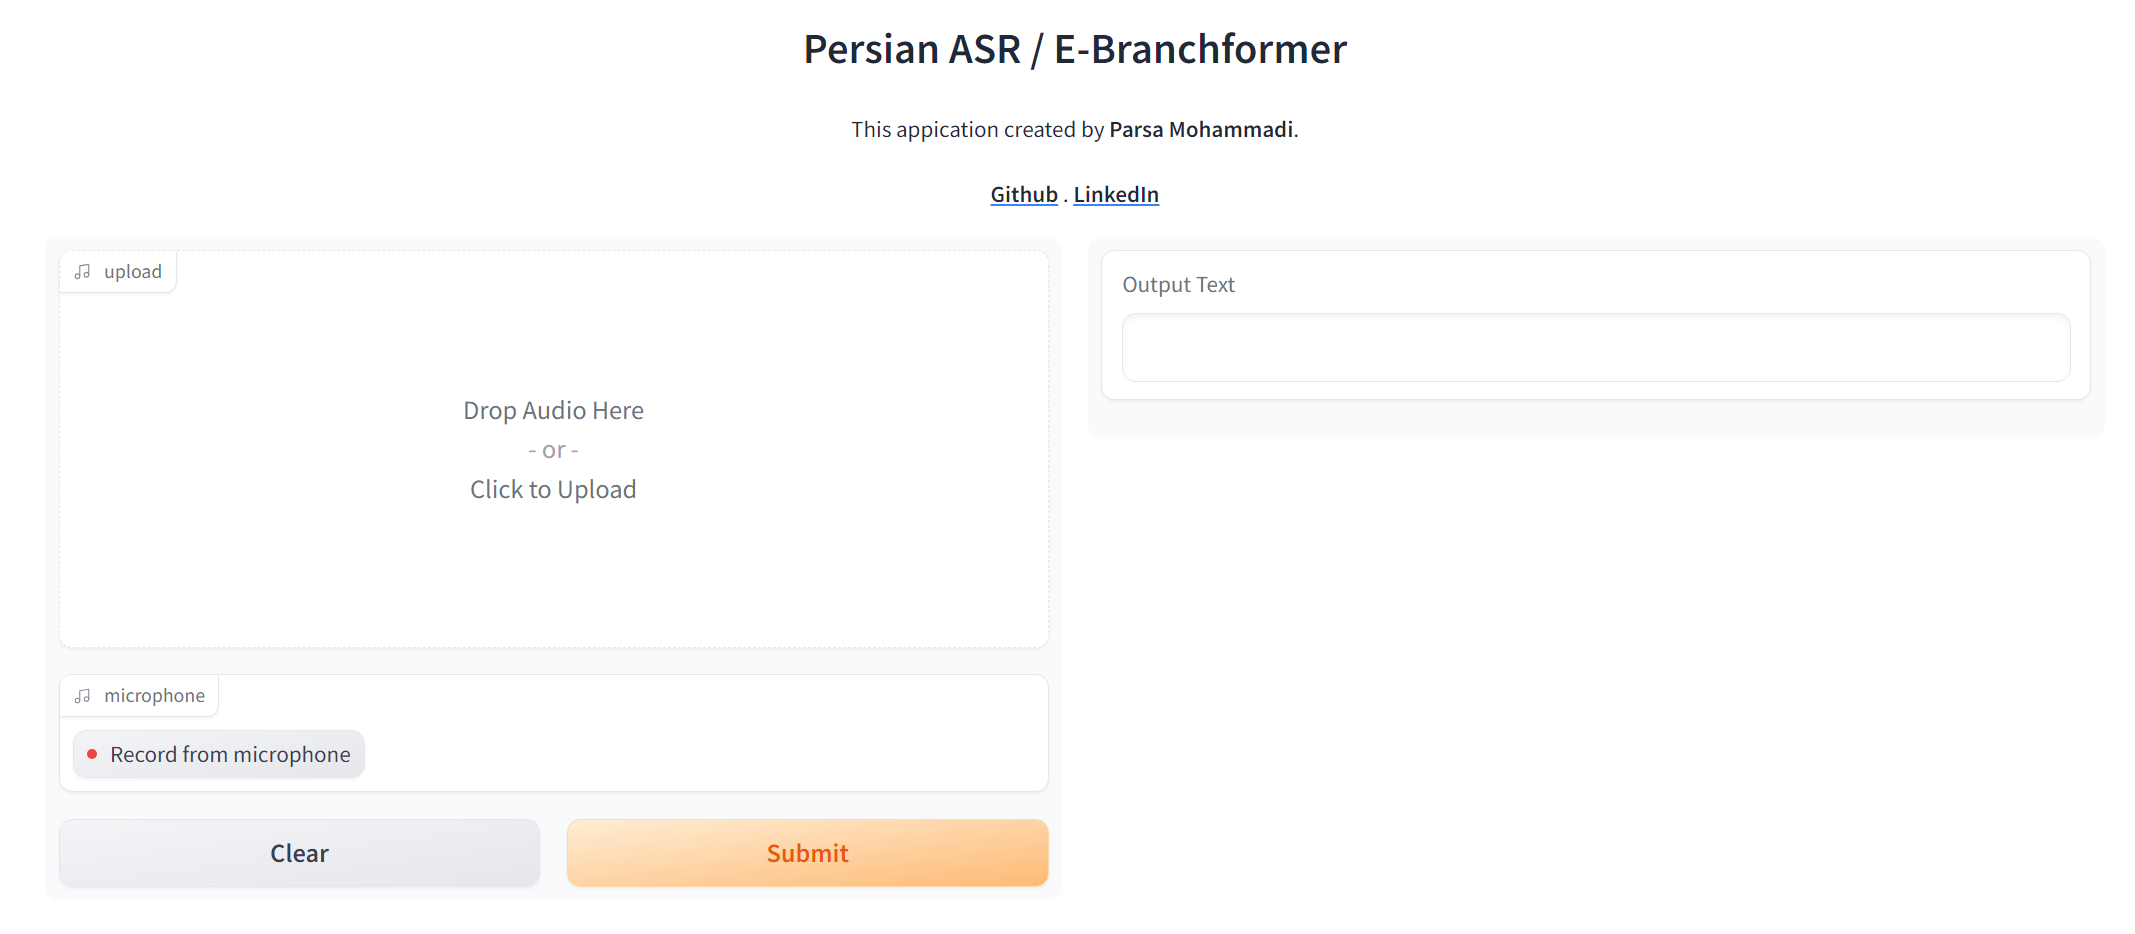 Persian ASR / E-Branchformer
This appication created by Parsa Mohammadi.
Github . LinkedIn
upload
Drop Audio Here
- or -
Click to Upload
microphone
Record from microphone
Clear
Submit
Output Text